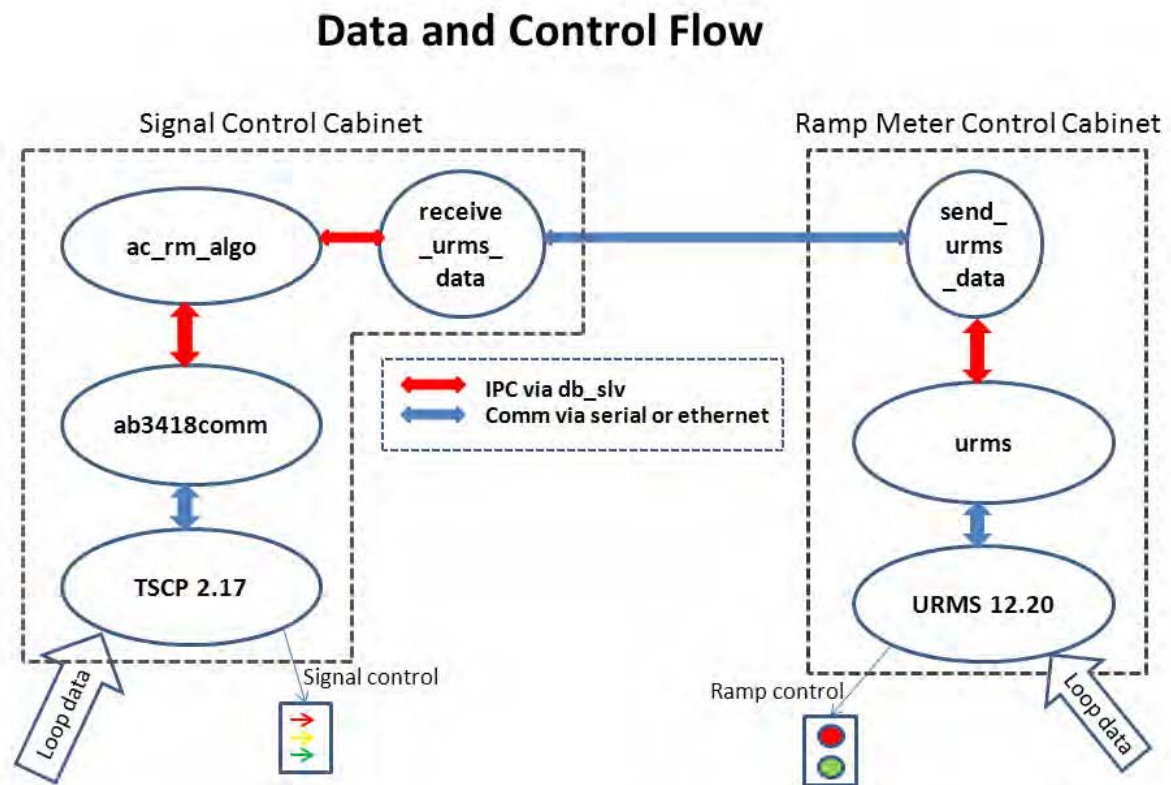 Data and Control Flow
Signal Control Cabinet
Ramp Meter Control Cabinet
ac_rm_algo
receive
_urms_
data
send_
urms
_data
IPC via db_slv
Comm via serial or ethernet
ab3418comm
urms
TSCP 2.17
URMS 12.20
Loop data
Signal control
Ramp control
Loop data